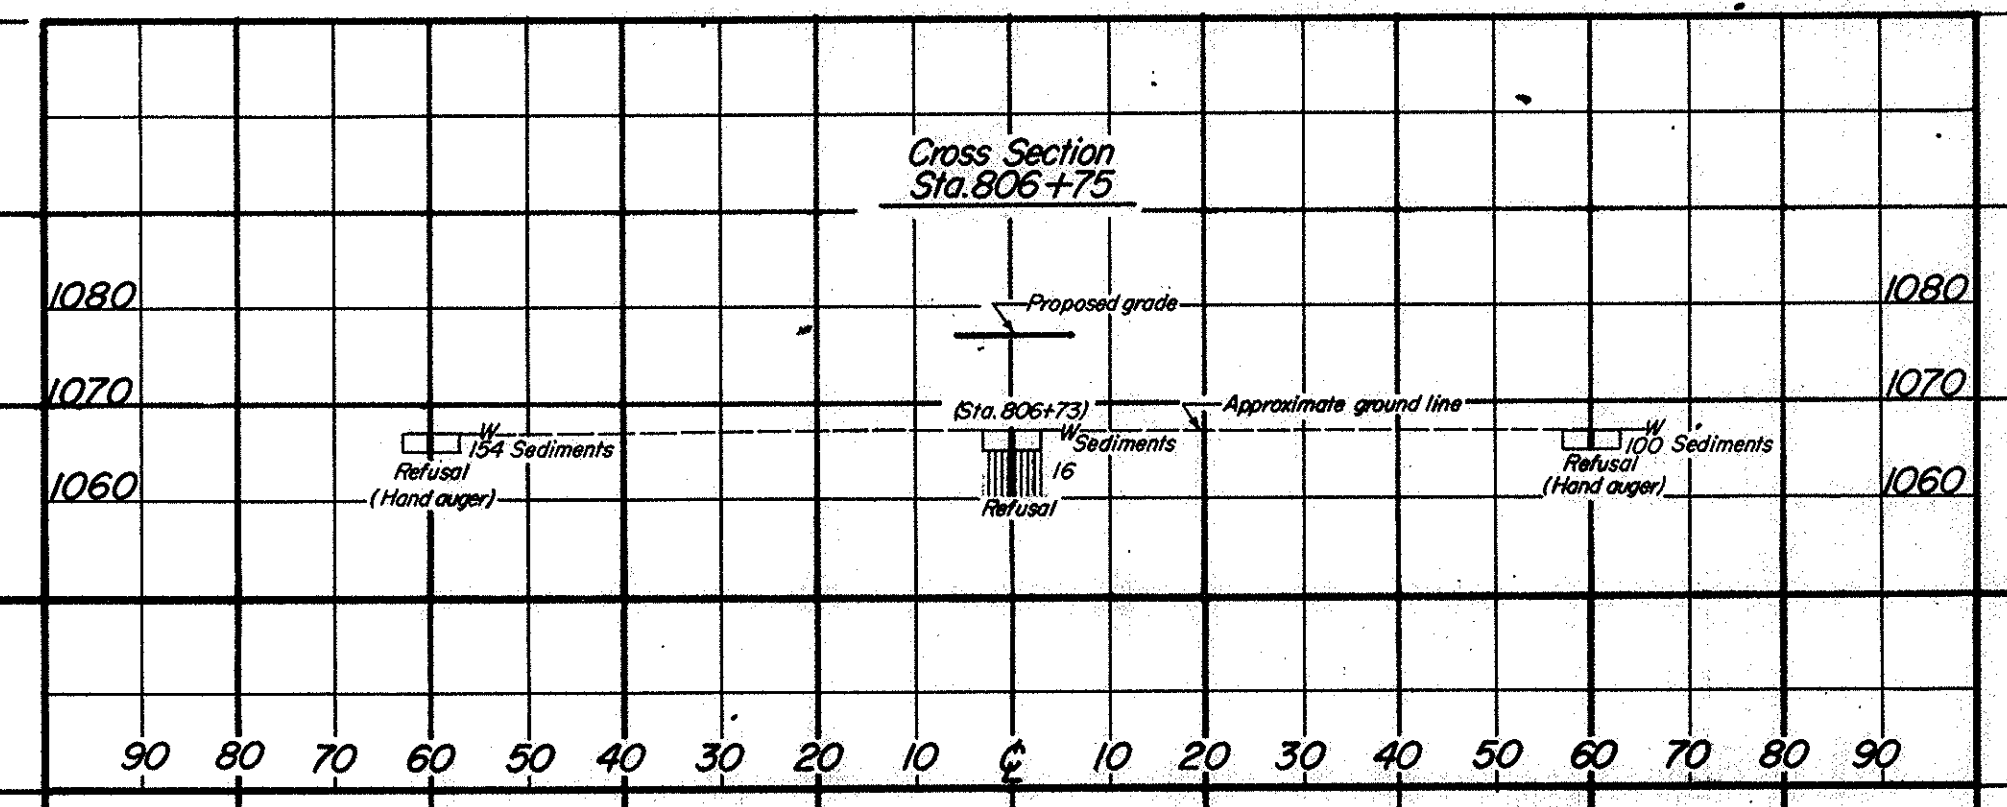 Cross Section
Sta. 806+75
1080
1080
Proposed grade
1070
1070
(Sta. 806+73)
Approximate ground line
W
154 Sediments
W
Sediments
W
100 Sediments
Refusal
(Hand auger)
16
Refusal
Refusal
(Hand auger)
1060
1060
90 80 70 60 50 40 30 20 10 ℄ 10 20 30 40 50 60 70 80 90